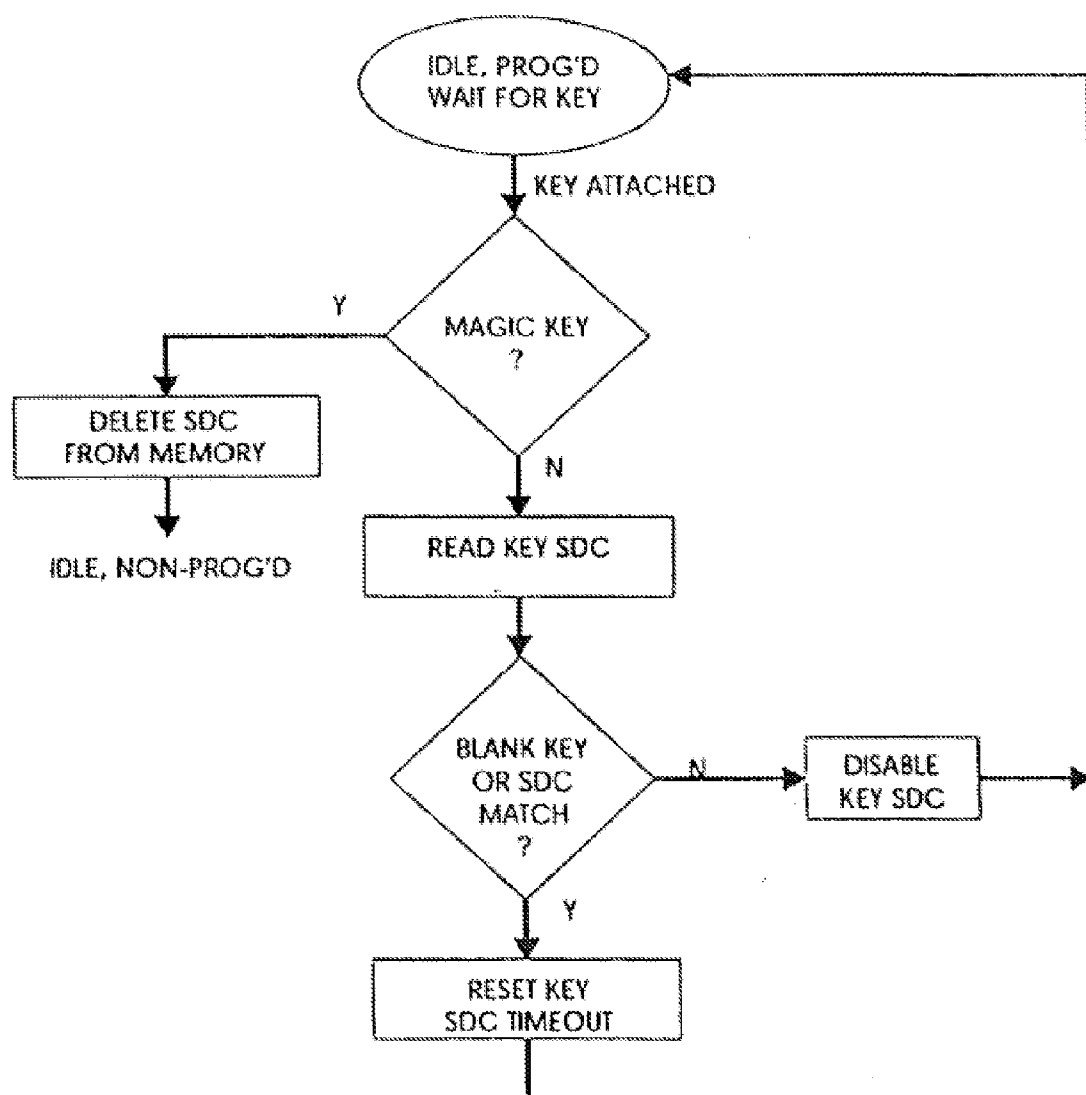 IDLE, PROG'D
WAIT FOR KEY
KEY ATTACHED
Y
MAGIC KEY
?
DELETE SDC
FROM MEMORY
N
IDLE, NON-PROG'D
READ KEY SDC
BLANK KEY
OR SDC
MATCH
?
N
DISABLE
KEY SDC
Y
RESET KEY
SDC TIMEOUT